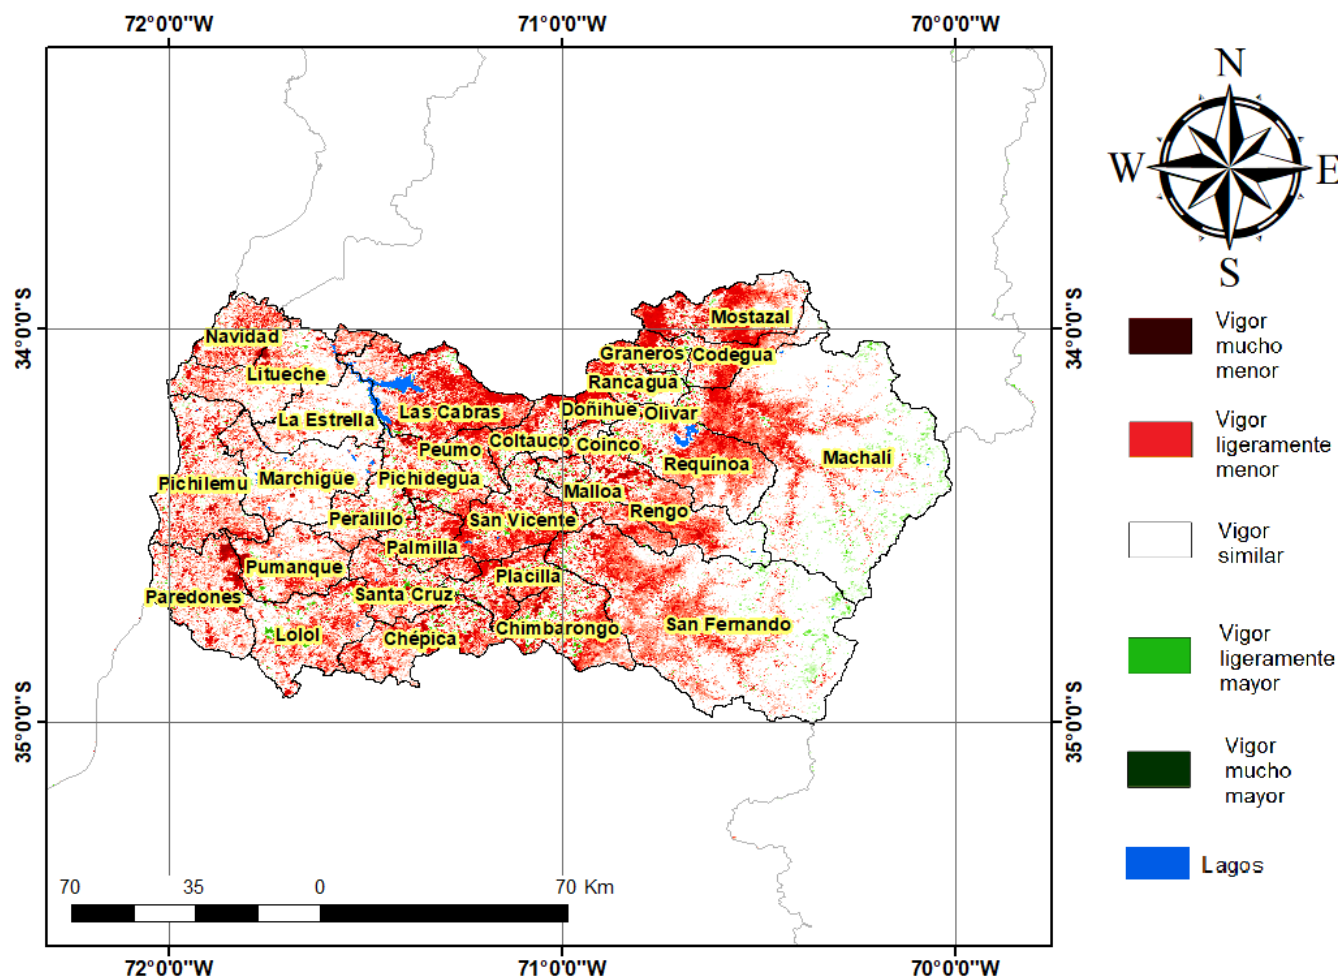 72°0'0"W
71°0'0"W
70°0'0"W
N
W
E
S
34°0'0"S
34°0'0"S
35°0'0"S
35°0'0"S
Mostazal
Navidad
Graneros
Codegua
Litueche
Rancagua
La Estrella
Las Cabras
Doñihue
Olivar
Coltauco
Coinco
Peumo
Machalí
Requínoa
Pichilemu
Marchigüe
Pichidegua
Malloa
Peralillo
San Vicente
Rengo
Palmilla
Pumanque
Placilla
Paredones
Santa Cruz
Lolol
Chépica
Chimbarongo
San Fernando
Vigor
mucho
menor
Vigor
ligeramente
menor
Vigor
similar
Vigor
ligeramente
mayor
Vigor
mucho
mayor
Lagos
70
35
0
70 Km
72°0'0"W
71°0'0"W
70°0'0"W